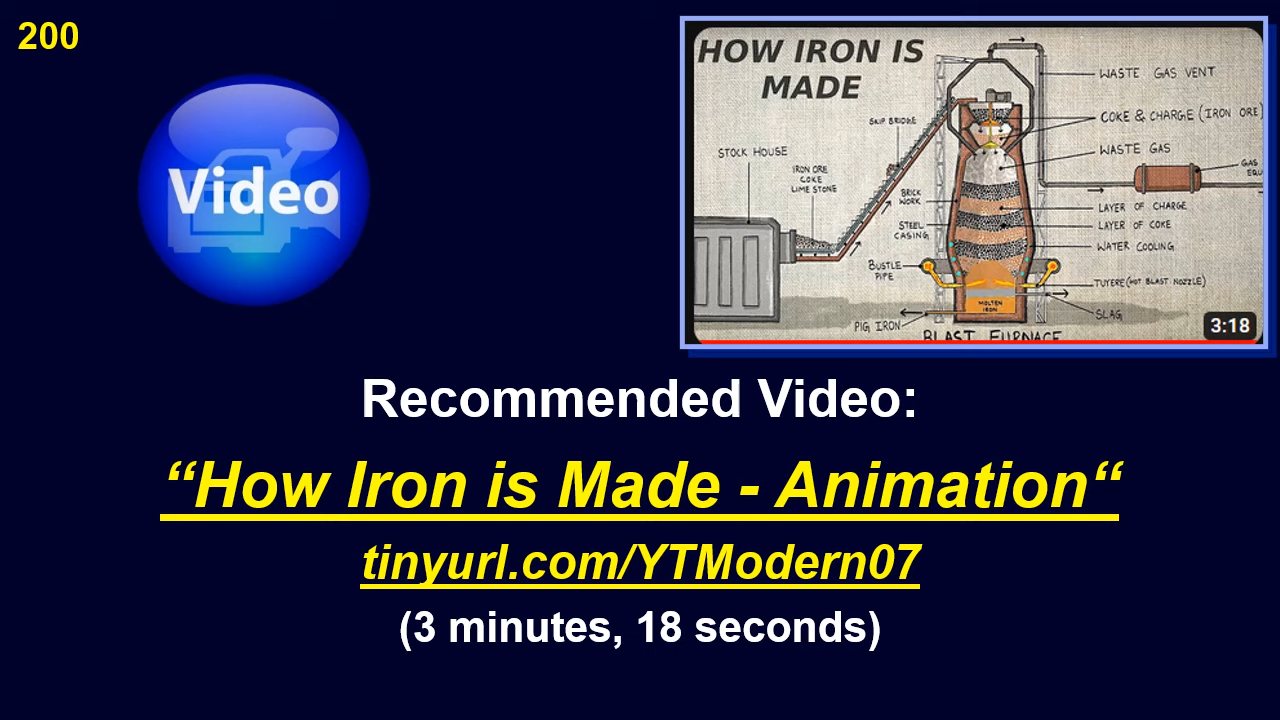 200
Video
HOW IRON IS
MADE
WASTE GAS VENT
COKE & CHARGE (IRON ORE)
SKIP BRIDGE
STOCK HOUSE
WASTE GAS
IRON ORE
COKE
LIME STONE
GAS
BRICK
WORK
LAYER OF CHARGE
STEEL
CASING
LAYER OF COKE
WATER COOLING
BUSTLE
PIPE
TUYERE (HOT BLAST NOZZLE)
MOLTEN
IRON
SLAG
PIG IRON
BLAST FURNACE
3:18
Recommended Video:
“How Iron is Made - Animation“
tinyurl.com/YTModern07
(3 minutes, 18 seconds)